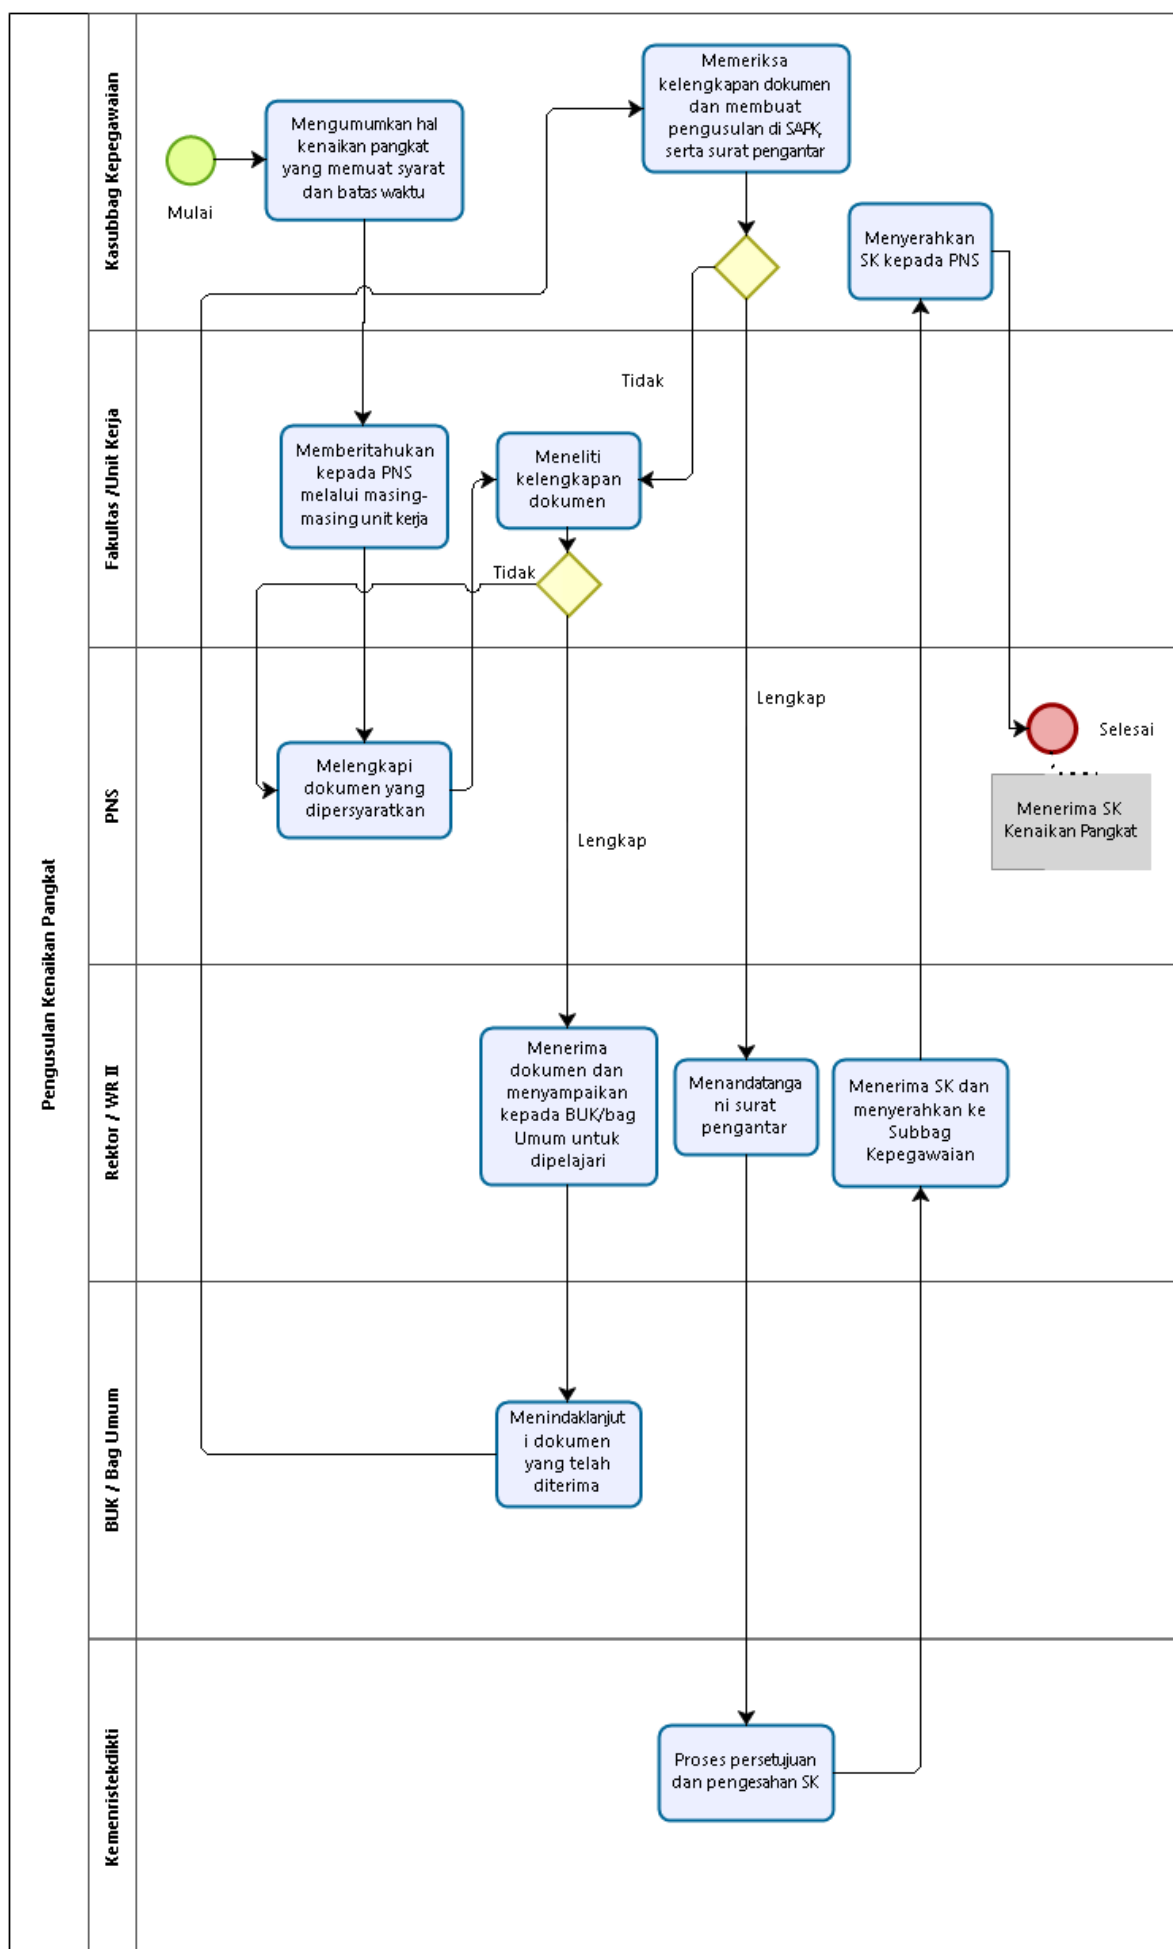 Pengusulan Kenaikan Pangkat
Kasubbag Kepegawaian
Mulai
Mengumumkan hal
kenaikan pangkat
yang memuat syarat
dan batas waktu
Memeriksa
kelengkapan dokumen
dan membuat
pengusulan di SAPK,
serta surat pengantar
Menyerahkan
SK kepada PNS
Fakultas /Unit Kerja
Tidak
Memberitahukan
kepada PNS
melalui masing-
masing unit kerja
Meneliti
kelengkapan
dokumen
Tidak
PNS
Lengkap
Selesai
Melengkapi
dokumen yang
dipersyaratkan
Menerima SK
Kenaikan Pangkat
Lengkap
Rektor / WR II
Menerima
dokumen dan
menyampaikan
kepada BUK/bag
Umum untuk
dipelajari
Menandatanga
ni surat
pengantar
Menerima SK dan
menyerahkan ke
Subbag
Kepegawaian
BUK / Bag Umum
Menindaklanjut
i dokumen
yang telah
diterima
Kemenristekdikti
Proses persetujuan
dan pengesahan SK